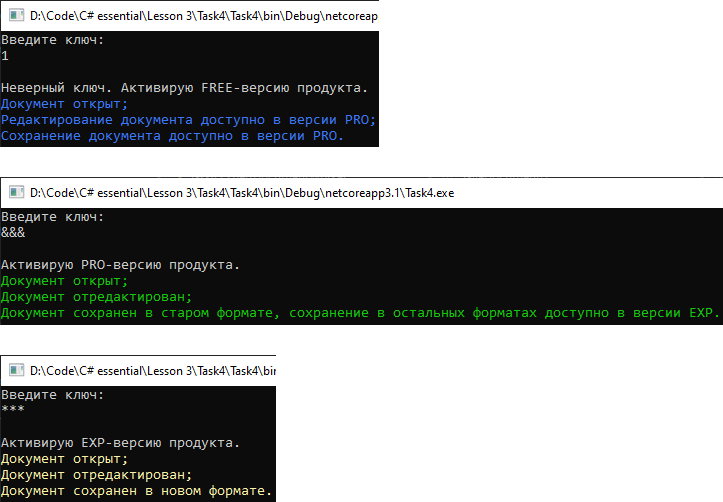 D:\Code\C# essential\Lesson 3\Task4\Task4\bin\Debug\netcoreapp
Введите ключ:
1
Неверный ключ. Активирую FREE-версию продукта.
Документ открыт;
Редактирование документа доступно в версии PRO;
Сохранение документа доступно в версии PRO.
D:\Code\C# essential\Lesson 3\Task4\Task4\bin\Debug\netcoreapp3.1\Task4.exe
Введите ключ:
&&&
Активирую PRO-версию продукта.
Документ открыт;
Документ отредактирован;
Документ сохранен в старом формате, сохранение в остальных форматах доступно в версии EXP.
D:\Code\C# essential\Lesson 3\Task4\Task4\bin
Введите ключ:
***
Активирую EXP-версию продукта.
Документ открыт;
Документ отредактирован;
Документ сохранен в новом формате.